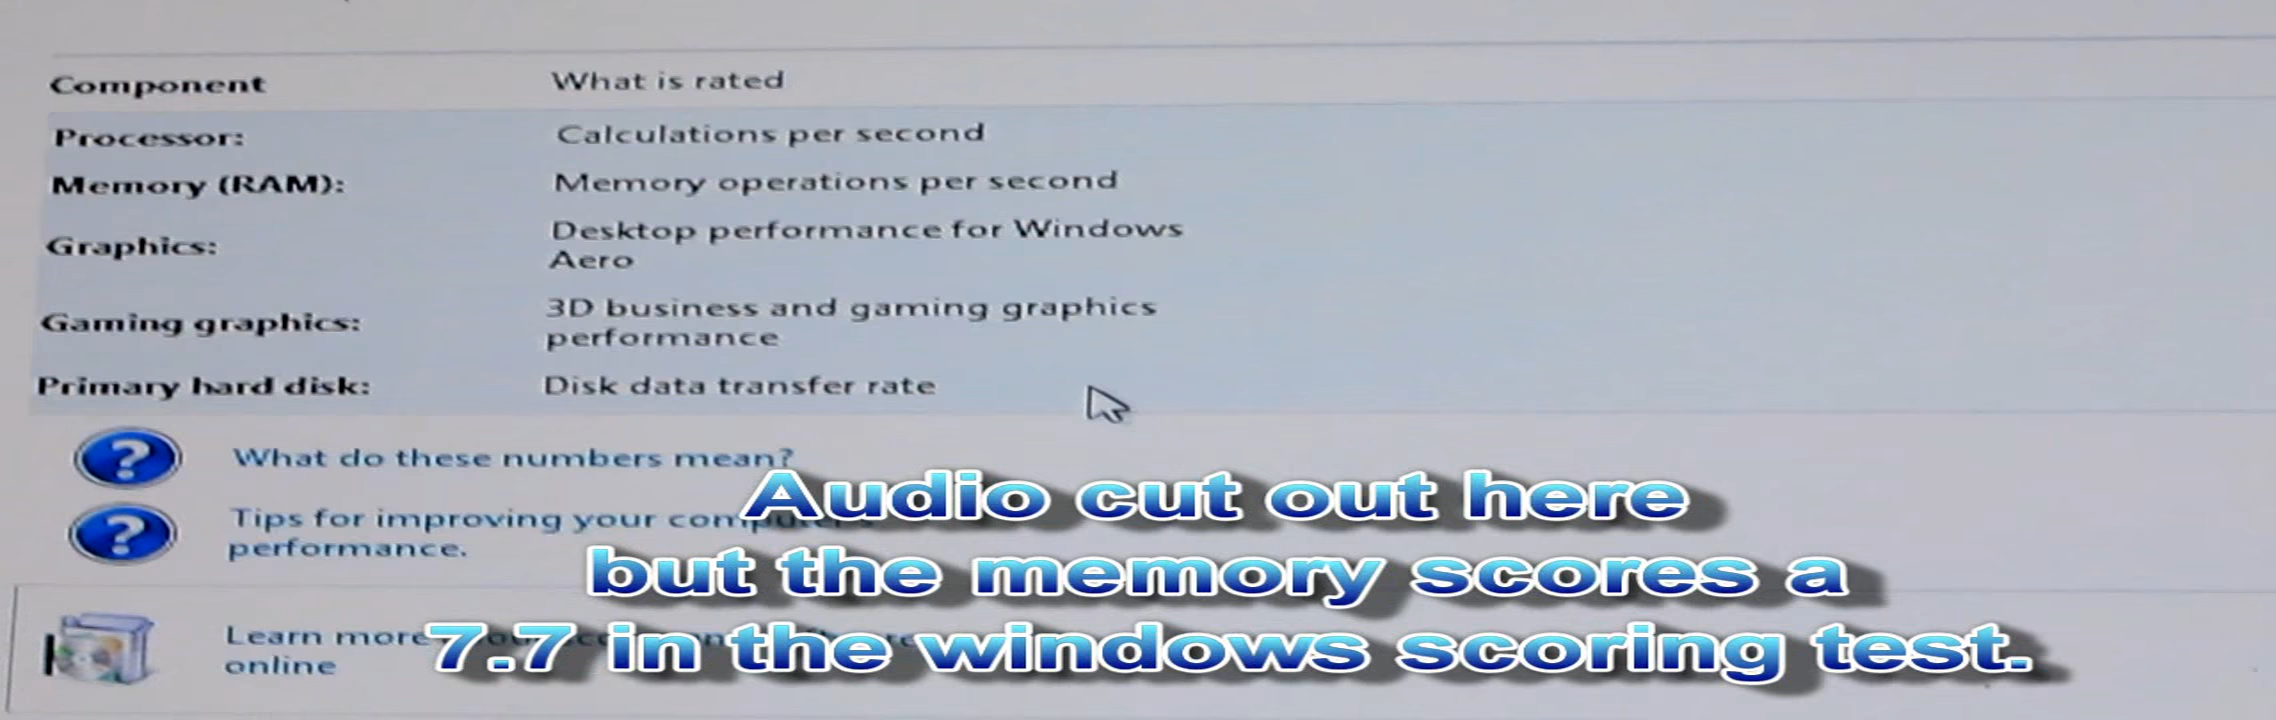 Component What is rated
Processor: Calculations per second
Memory (RAM): Memory operations per second
Graphics: Desktop performance for Windows
Aero
Gaming graphics: 3D business and gaming graphics
performance
Primary hard disk: Disk data transfer rate
What do these numbers mean?
Tips for improving your computer's
performance.
Learn more
online
Audio cut out here
but the memory scores a
7.7 in the windows scoring test.